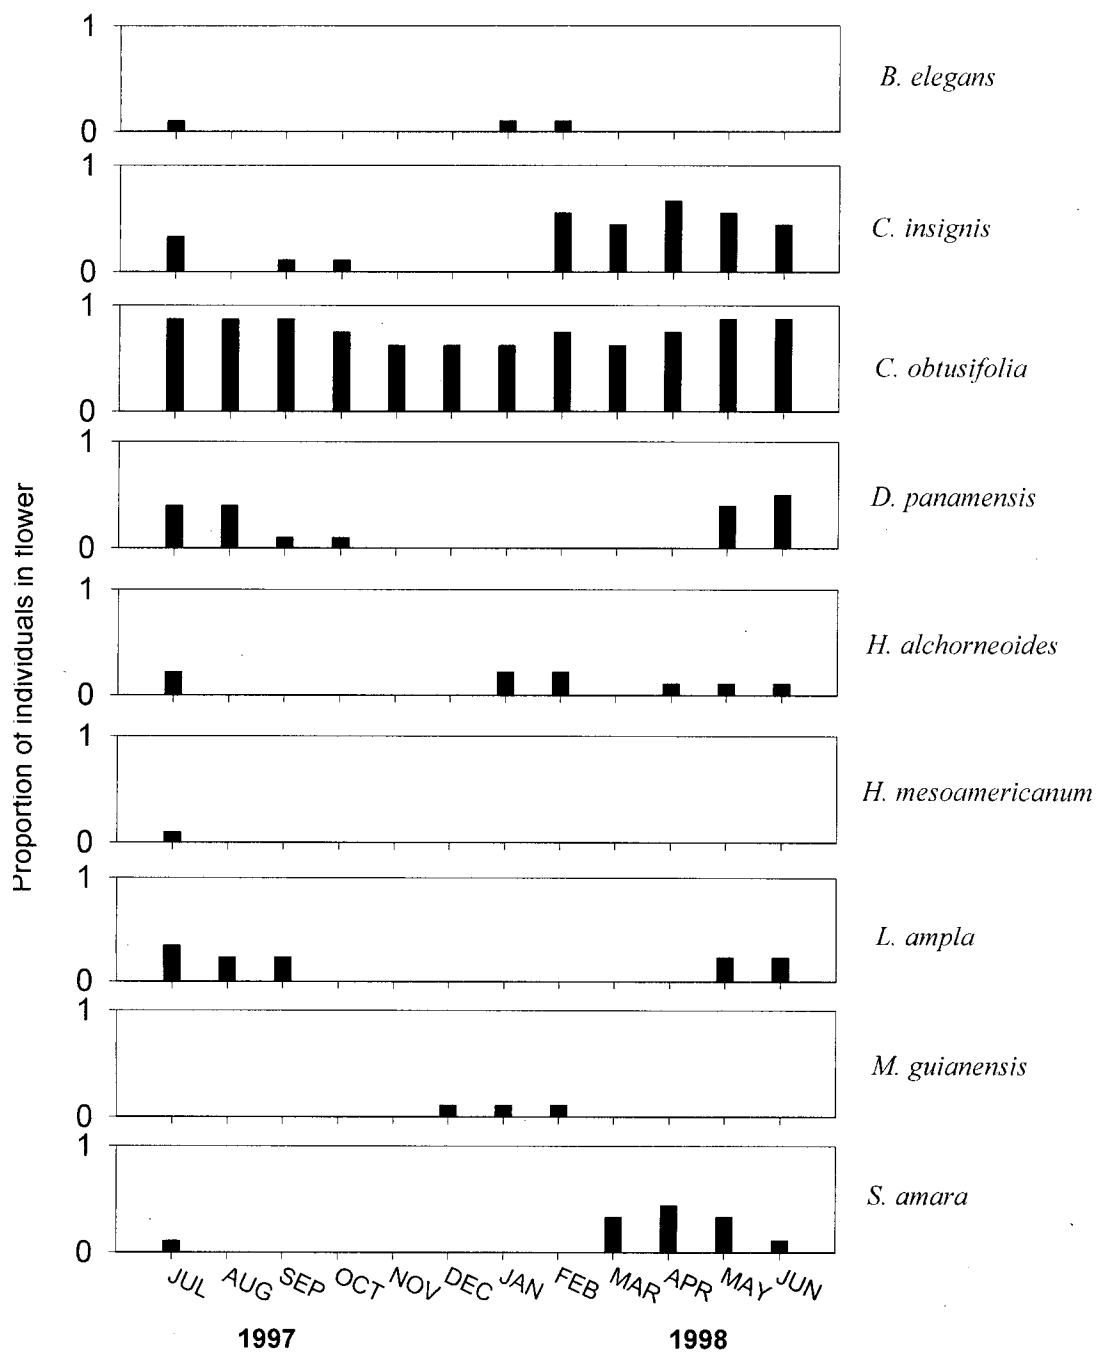 Proportion of individuals in flower
1
0
B. elegans
1
0
C. insignis
1
0
C. obtusifolia
1
0
D. panamensis
1
0
H. alchorneoides
1
0
H. mesoamericanum
1
0
L. ampla
1
0
M. guianensis
1
0
S. amara
JUL AUG SEP OCT NOV DEC JAN FEB MAR APR MAY JUN
1997 1998